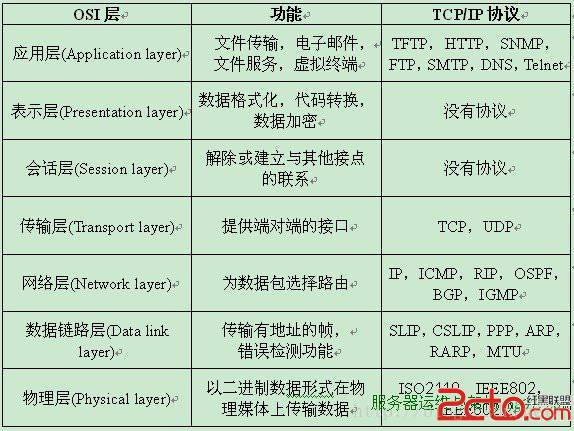 OSI 层 功能 TCP/IP 协议
应用层(Application layer) 文件传输，电子邮件，文件服务，虚拟终端 TFTP，HTTP，SNMP，FTP，SMTP，DNS，Telnet
表示层(Presentation layer) 数据格式化，代码转换，数据加密 没有协议
会话层(Session layer) 解除或建立与其他接点的联系 没有协议
传输层(Transport layer) 提供端对端的接口 TCP，UDP
网络层(Network layer) 为数据包选择路由 IP，ICMP，RIP，OSPF，BGP，IGMP
数据链路层(Data link layer) 传输有地址的帧，错误检测功能 SLIP，CSLIP，PPP，ARP，RARP，MTU
物理层(Physical layer) 以二进制数据形式在物理媒体上传输数据 ISO2110，IEEE802，IEEE802.2
服务器运维与
2cto.com
红黑联盟